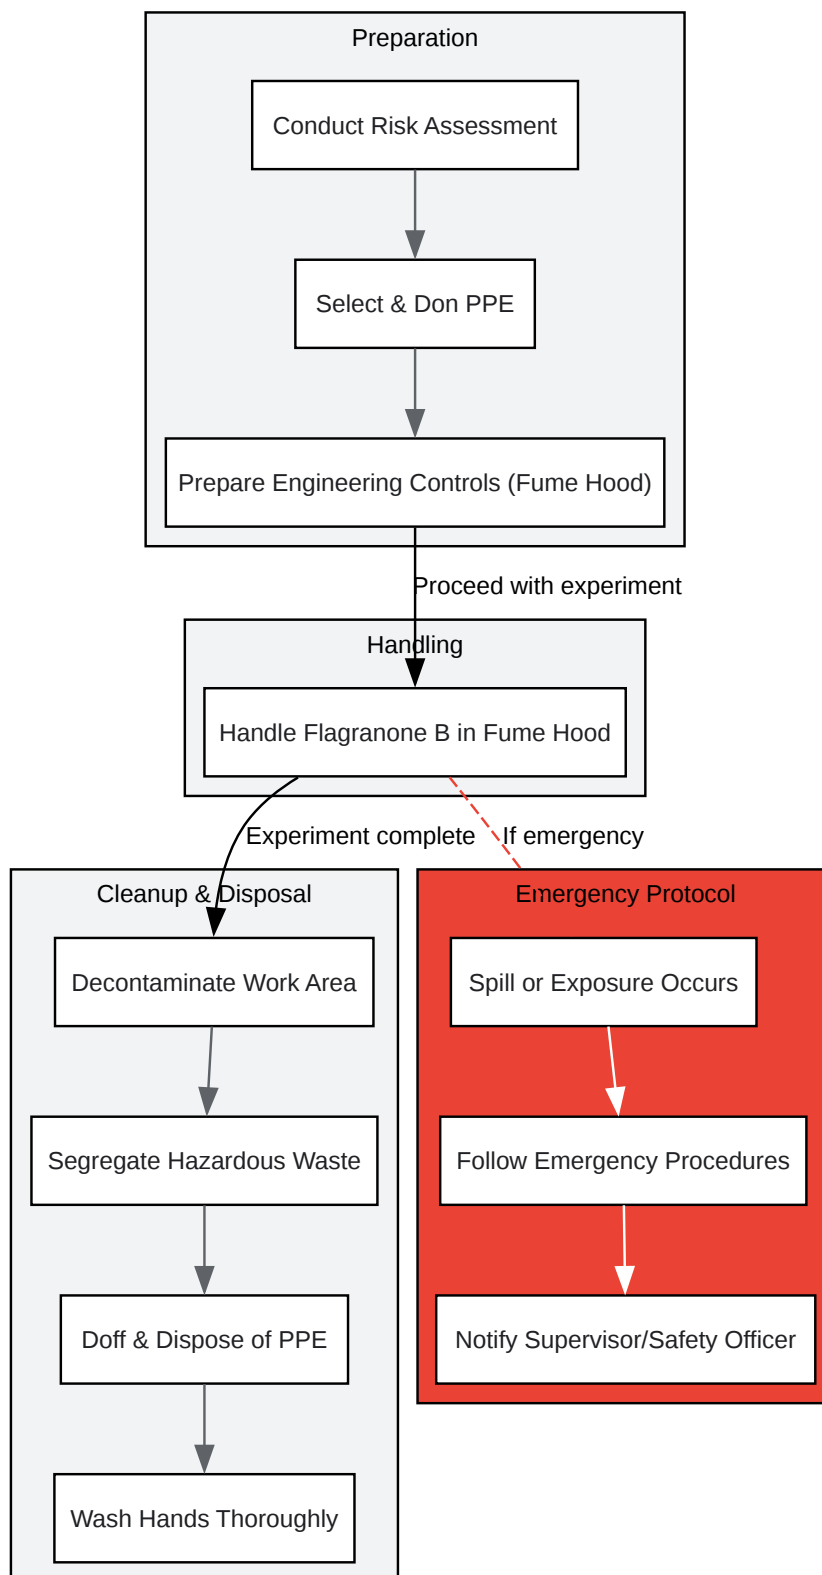 Preparation
Conduct Risk Assessment
Select & Don PPE
Prepare Engineering Controls (Fume Hood)
Proceed with experiment
Handling
Handle Flagranone B in Fume Hood
Experiment complete
If emergency
Cleanup & Disposal
Decontaminate Work Area
Segregate Hazardous Waste
Doff & Dispose of PPE
Wash Hands Thoroughly
Emergency Protocol
Spill or Exposure Occurs
Follow Emergency Procedures
Notify Supervisor/Safety Officer